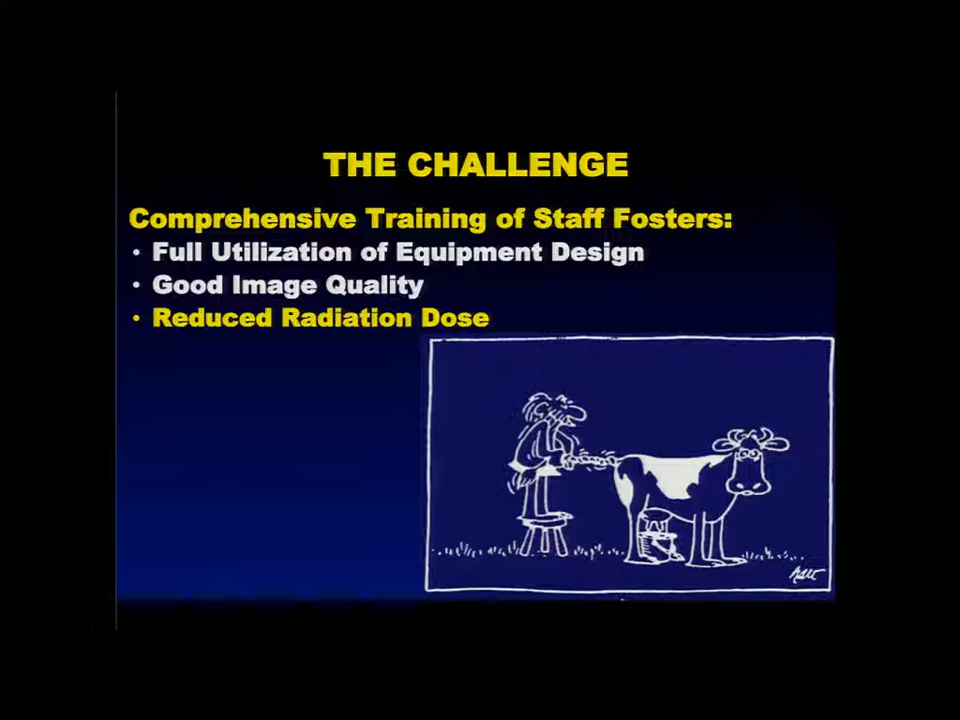 THE CHALLENGE
Comprehensive Training of Staff Fosters:
• Full Utilization of Equipment Design
• Good Image Quality
• Reduced Radiation Dose